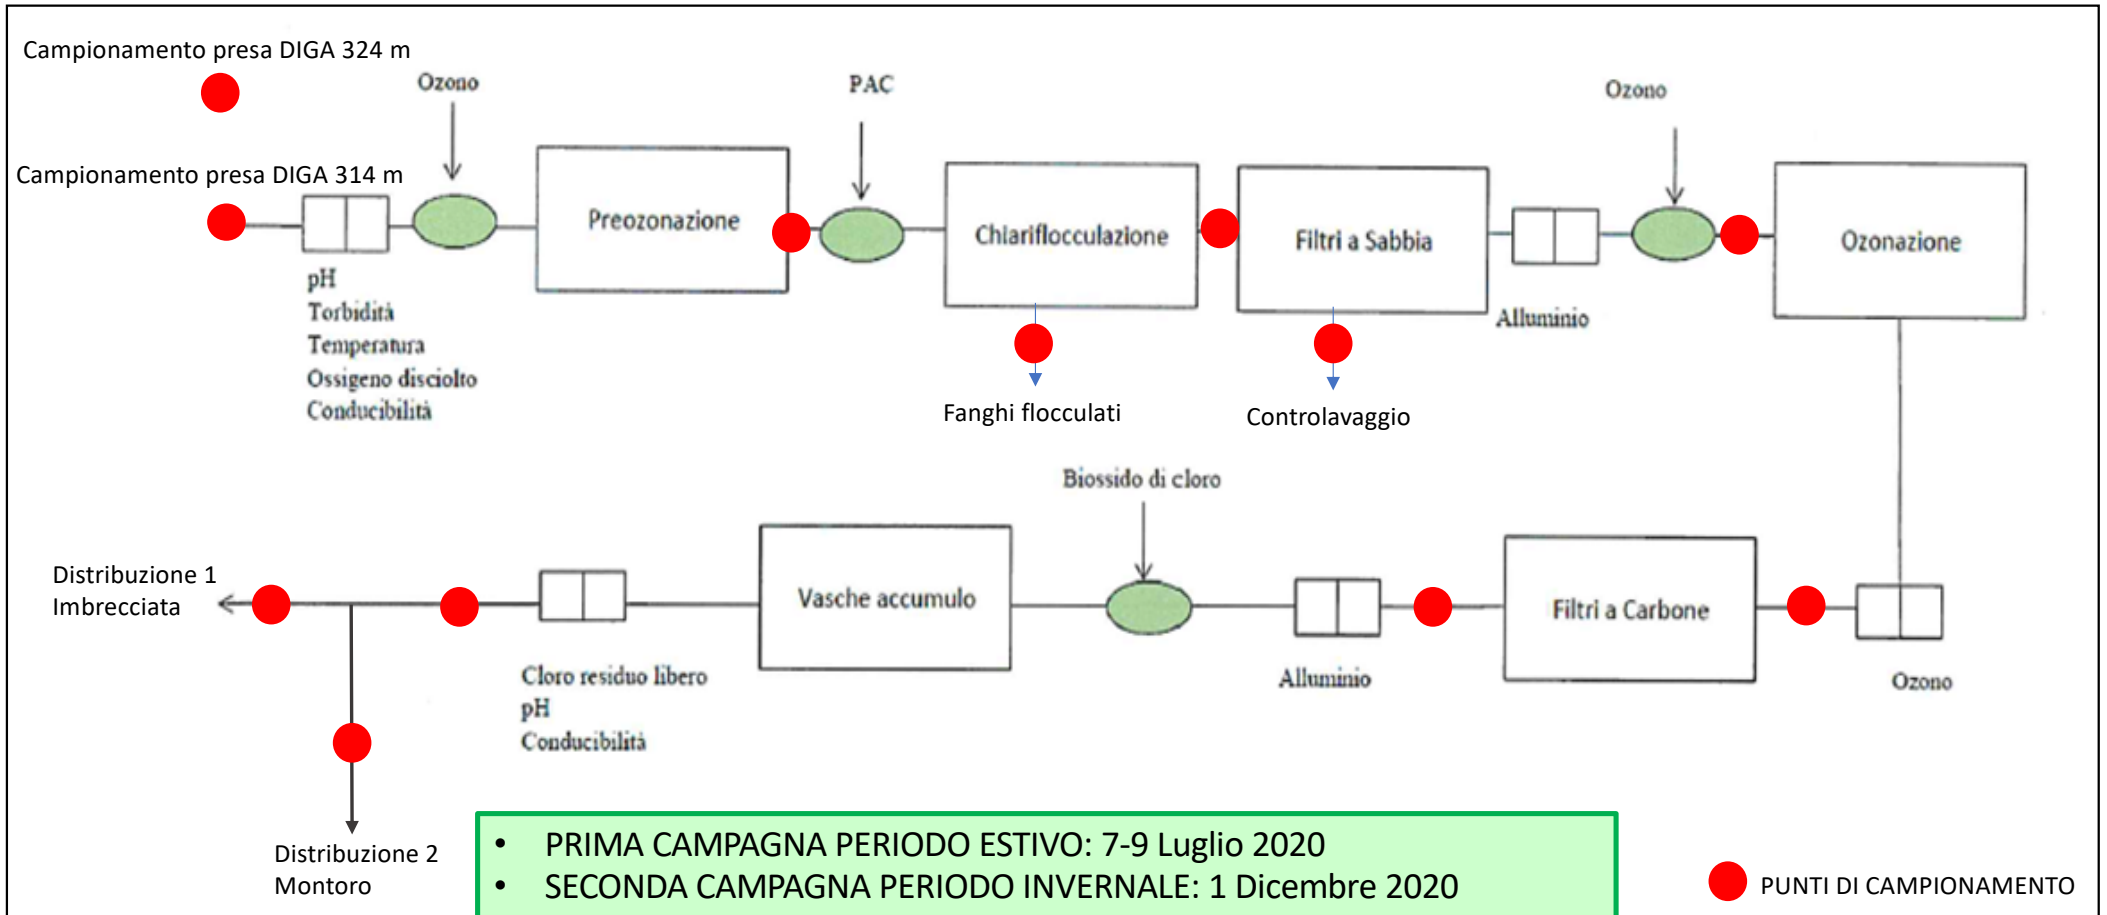 Campionamento presa DIGA 324 m
Ozono
PAC
Ozono
Campionamento presa DIGA 314 m
Preozonazione
Chiariflocculazione
Filtri a Sabbia
Ozonazione
pH
Torbidità
Temperatura
Ossigeno disciolto
Conducibilità
Alluminio
Fanghi flocculati
Controlavaggio
Biossido di cloro
Distribuzione 1
Imbrecciata
Vasche accumulo
Filtri a Carbone
Cloro residuo libero
pH
Conducibilità
Alluminio
Ozono
Distribuzione 2
Montoro
• PRIMA CAMPAGNA PERIODO ESTIVO: 7-9 Luglio 2020
• SECONDA CAMPAGNA PERIODO INVERNALE: 1 Dicembre 2020
PUNTI DI CAMPIONAMENTO